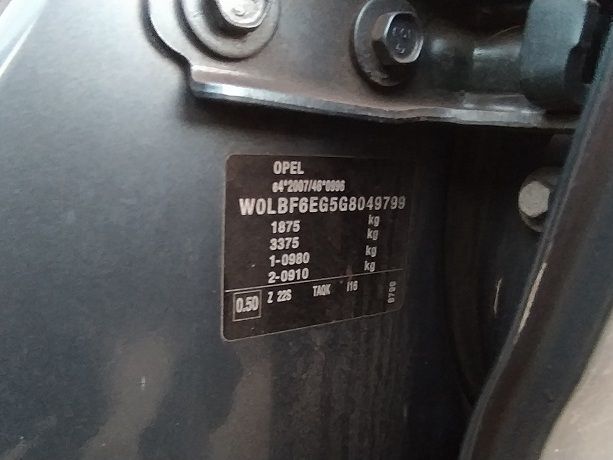 OPEL
e4*2007/46*0996
W0LBF6EG5G8049799
1875 kg
3375 kg
1-0980 kg
2-0910 kg
0.50 Z 22S TAQK I16